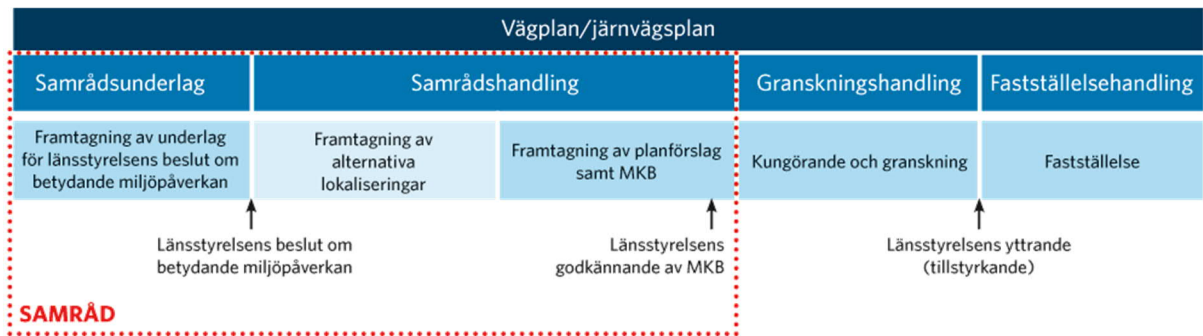 Vägplan/järnvägsplan
Samrådsunderlag
Samrådshandling
Granskningshandling
Fastställelsehandling
Framtagning av underlag
för länsstyrelsens beslut om
betydande miljöpåverkan
Framtagning av
alternativa
lokaliseringar
Framtagning av planförslag
samt MKB
Kungörande och granskning
Fastställelse
Länsstyrelsens beslut om
betydande miljöpåverkan
Länsstyrelsens
godkännande av MKB
Länsstyrelsens yttrande
(tillstyrkande)
SAMRÅD